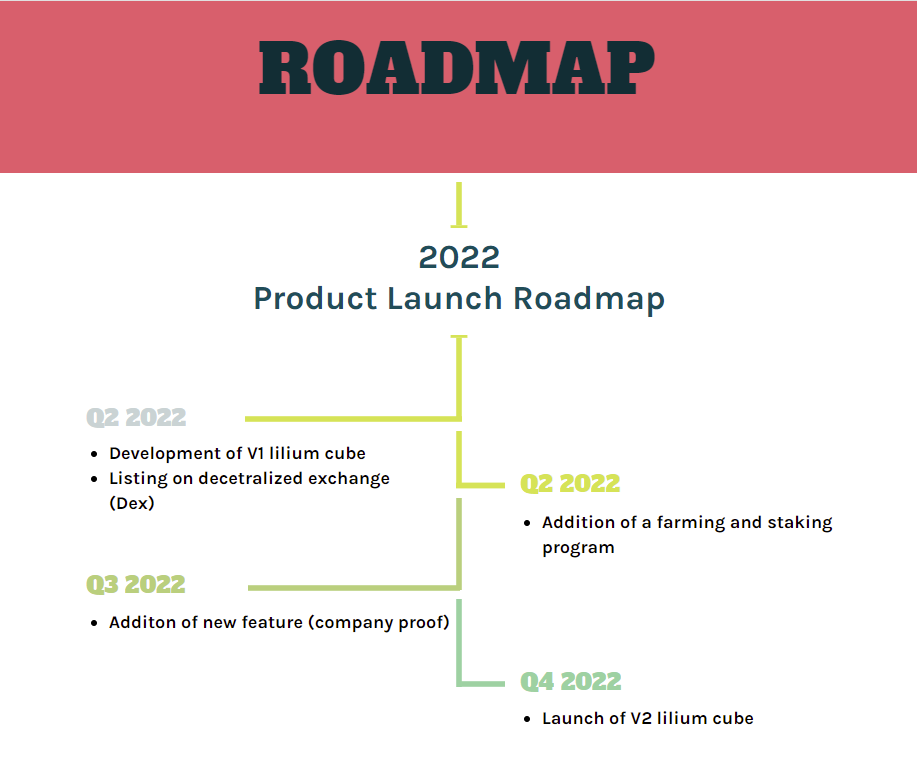 ROADMAP
2022
Product Launch Roadmap
Q2 2022
• Development of V1 lilium cube
• Listing on decetralized exchange
(Dex)
Q2 2022
• Addition of a farming and staking
program
Q3 2022
• Additon of new feature (company proof)
Q4 2022
• Launch of V2 lilium cube